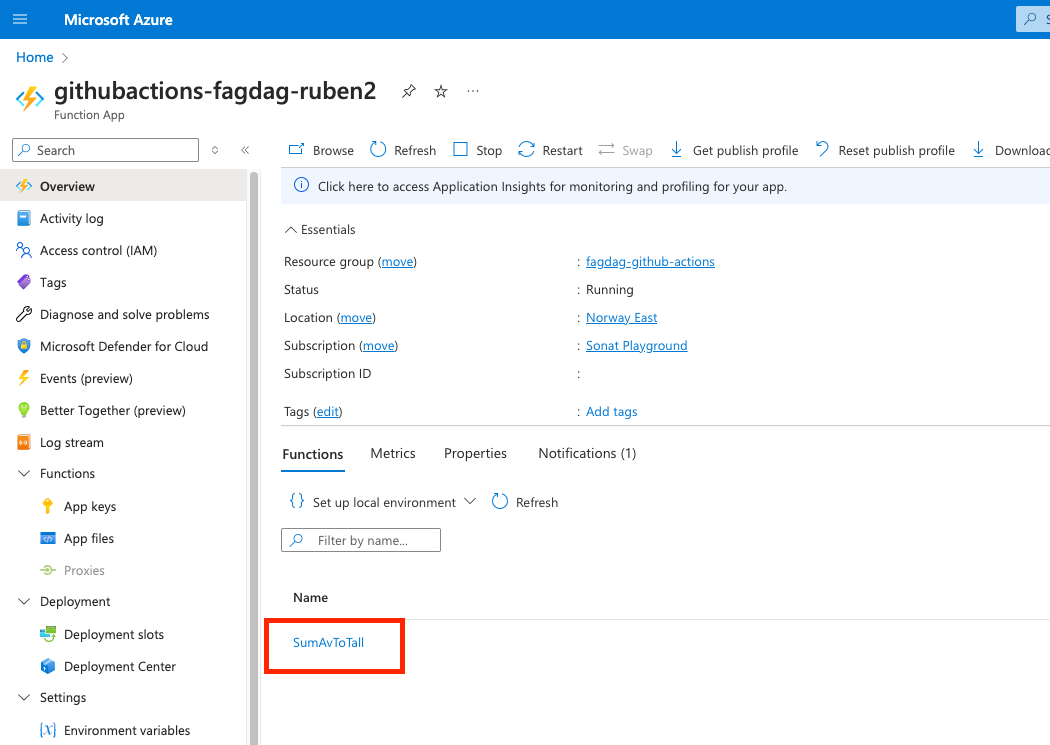 Microsoft Azure
Home
githubactions-fagdag-ruben2
Function App
Search
Browse Refresh Stop Restart Swap Get publish profile Reset publish profile Download
Overview
Click here to access Application Insights for monitoring and profiling for your app.
Activity log
Essentials
Access control (IAM)
Resource group (move) : fagdag-github-actions
Tags
Status : Running
Diagnose and solve problems
Location (move) : Norway East
Microsoft Defender for Cloud
Subscription (move) : Sonat Playground
Events (preview)
Subscription ID :
Better Together (preview)
Tags (edit) : Add tags
Log stream
Functions Metrics Properties Notifications (1)
Functions
App keys
{} Set up local environment Refresh
App files
Filter by name...
Proxies
Deployment
Name
Deployment slots
SumAvToTall
Deployment Center
Settings
Environment variables